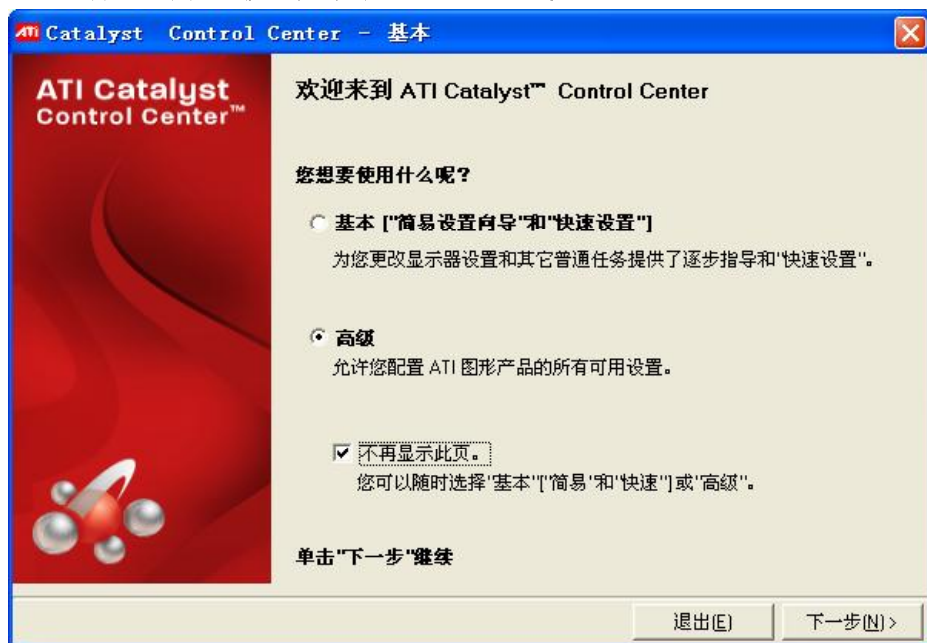 ATI Catalyst Control Center - 基本
ATI Catalyst
Control Center™
欢迎来到 ATI Catalyst™ Control Center
您想要使用什么呢?
基本 ["简易设置向导"和"快速设置"]
为您更改显示器设置和其它普通任务提供了逐步指导和"快速设置"。
高级
允许您配置 ATI 图形产品的所有可用设置。
不再显示此页。
您可以随时选择'基本"["简易'和"快速"]或"高级"。
单击"下一步"继续
退出(E)
下一步(N) >